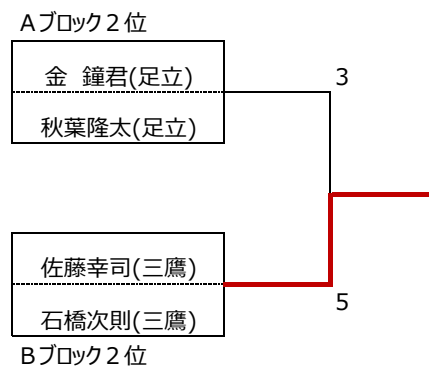 Aブロック２位
金 鐘君(足立)
3
秋葉隆太(足立)
佐藤幸司(三鷹)
5
石橋次則(三鷹)
Bブロック２位